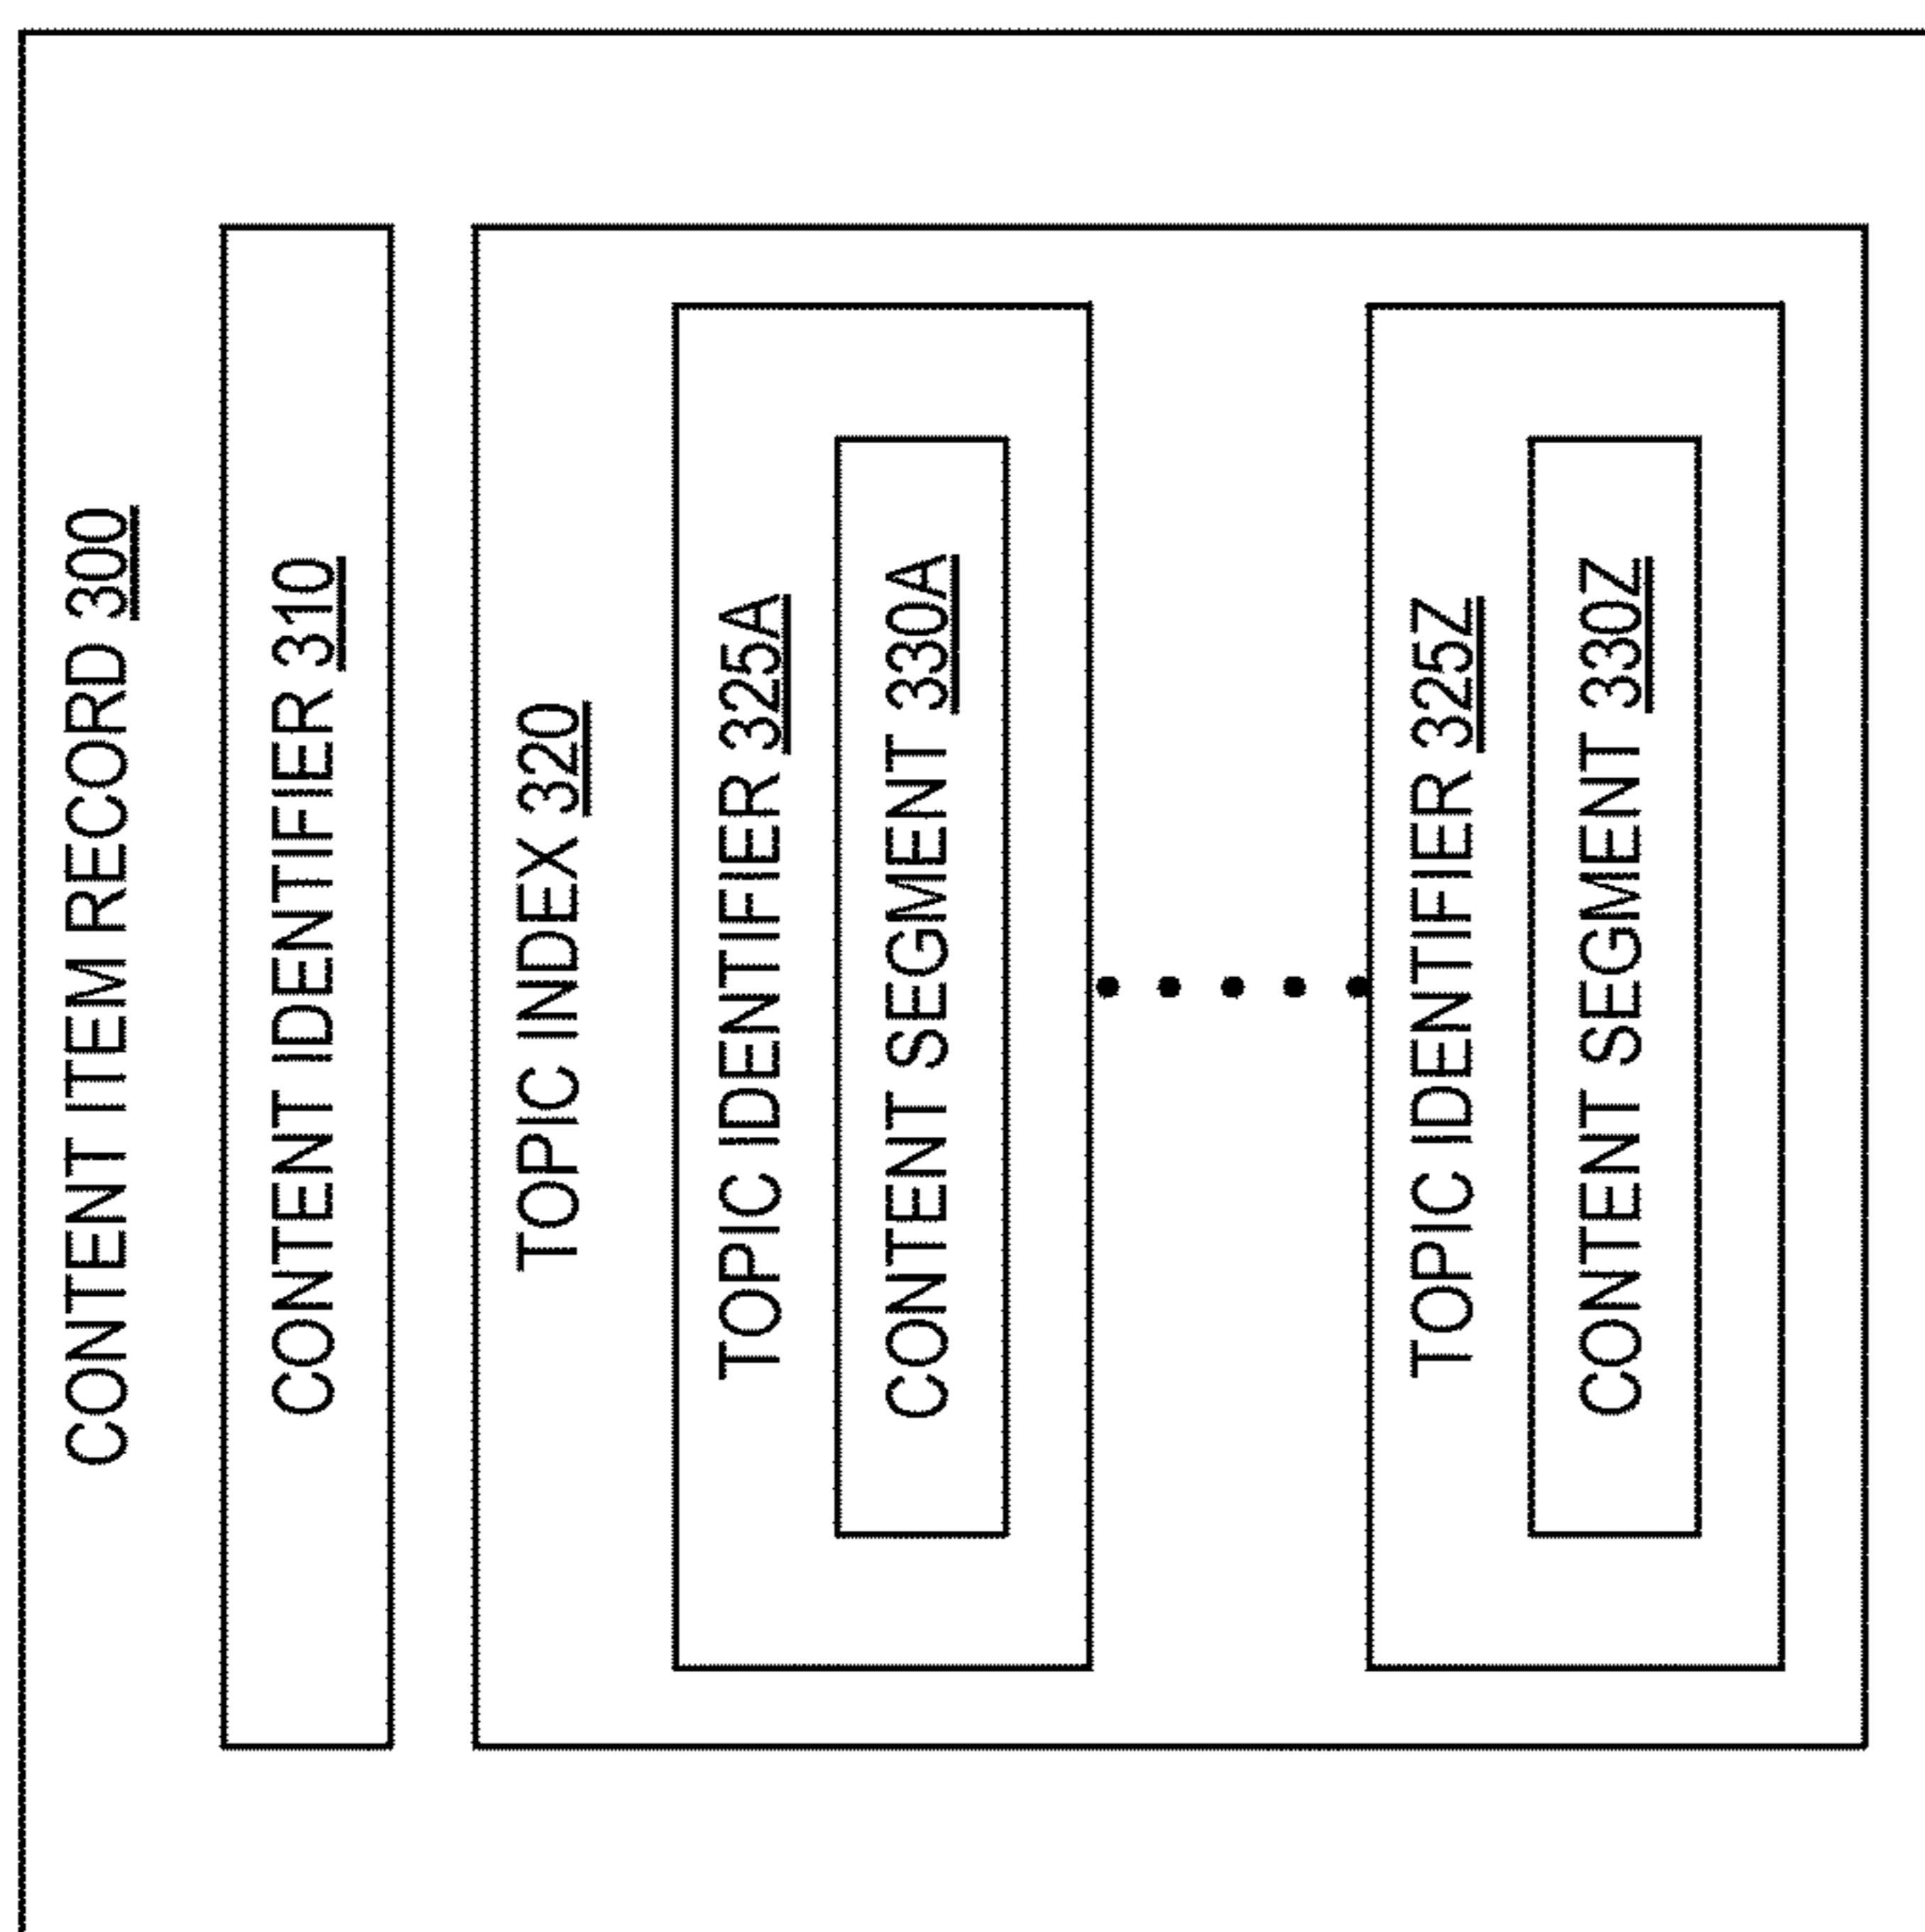 CONTENT ITEM RECORD 300
CONTENT IDENTIFIER 310
TOPIC INDEX 320
TOPIC IDENTIFIER 325A
CONTENT SEGMENT 330A
TOPIC IDENTIFIER 325Z
CONTENT SEGMENT 330Z